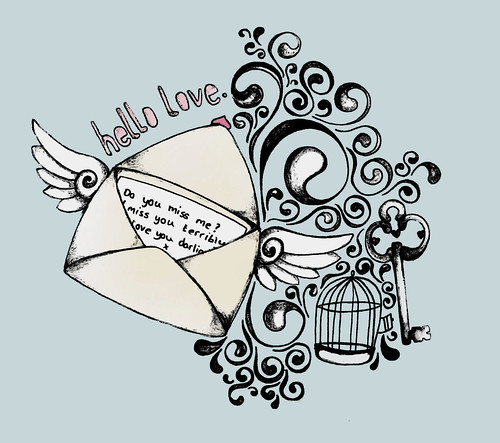 hello love.
Do you miss me?
I miss you terribly
love you darlin
x